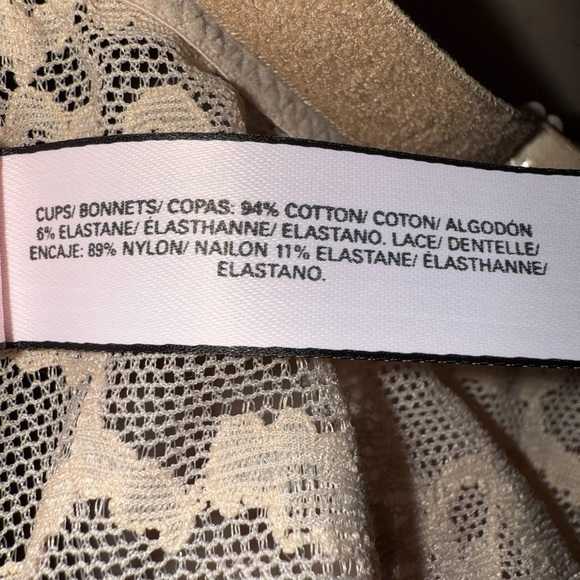 CUPS/ BONNETS/ COPAS: 94% COTTON/ COTON/ ALGODÓN
6% ELASTANE/ ÉLASTHANNE/ ELASTANO. LACE/ DENTELLE/
ENCAJE: 89% NYLON/ NAILON 11% ELASTANE/ ÉLASTHANNE/
ELASTANO.